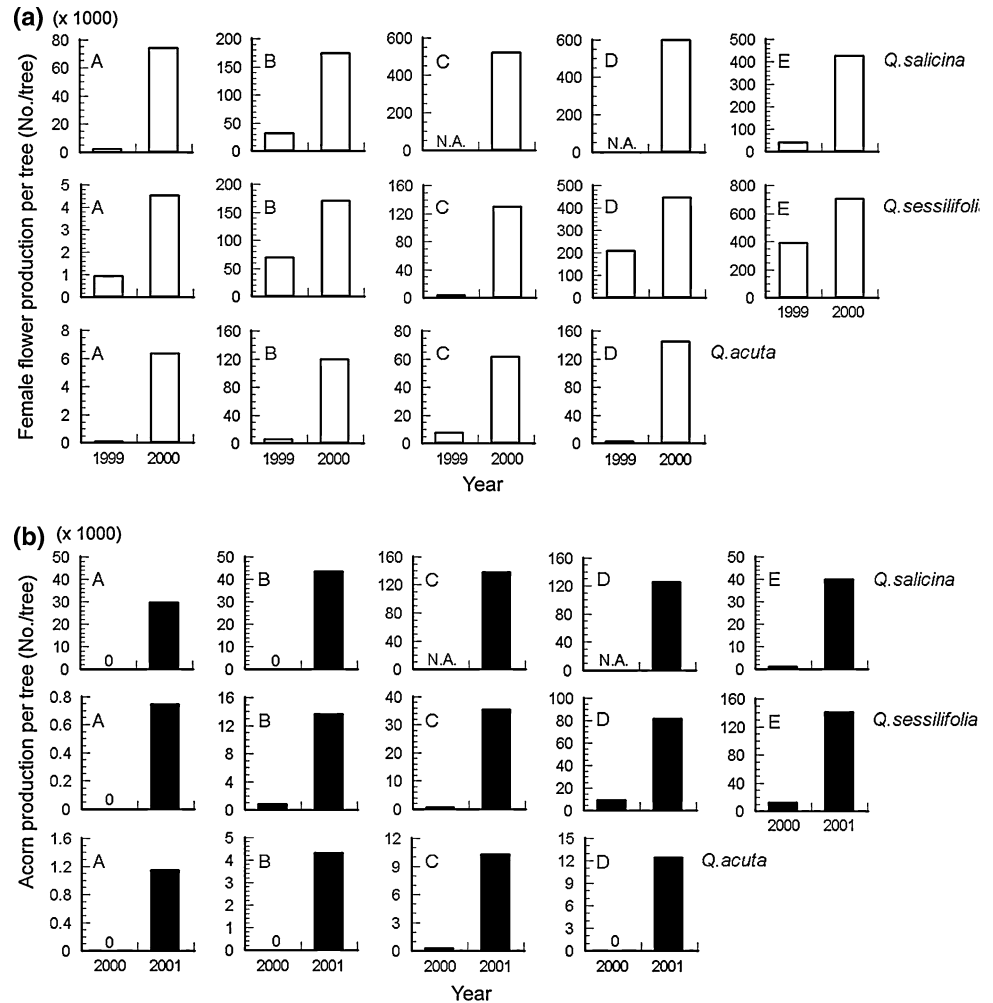 (a) (x 1000)
Female flower production per tree (No./tree)
80 60 40 20 0 A
200 150 100 50 0 B
600 400 200 0 C N.A.
600 400 200 0 D N.A.
500 400 300 200 100 0 E
Q.salicina
5 4 3 2 1 0 A
200 150 100 50 0 B
160 120 80 40 0 C
500 400 300 200 100 0 D
800 600 400 200 0 E
Q.sessilifoli
1999 2000
8 6 4 2 0 A
160 120 80 40 0 B
80 60 40 20 0 C
160 120 80 40 0 D
Q.acuta
1999 2000 1999 2000 1999 2000 1999 2000
Year
(b) (x 1000)
Acorn production per tree (No./tree)
50 40 30 20 10 0 A 0
50 40 30 20 10 0 B 0
160 120 80 40 0 C N.A.
160 120 80 40 0 D N.A.
50 40 30 20 10 0 E
Q.salicina
0.8 0.6 0.4 0.2 0 A 0
16 12 8 4 0 B
40 30 20 10 0 C
100 80 60 40 20 0 D
160 120 80 40 0 E
Q.sessilifolia
2000 2001
1.6 1.2 0.8 0.4 0 A 0
5 4 3 2 1 0 B 0
12 9 6 3 0 C
15 12 9 6 3 0 D 0
Q.acuta
2000 2001 2000 2001 2000 2001 2000 2001
Year